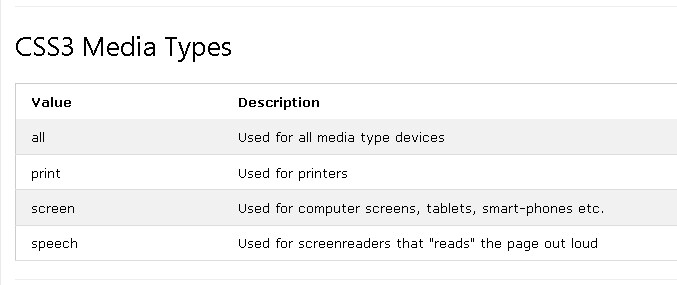 CSS3 Media Types
Value Description
all Used for all media type devices
print Used for printers
screen Used for computer screens, tablets, smart-phones etc.
speech Used for screenreaders that "reads" the page out loud